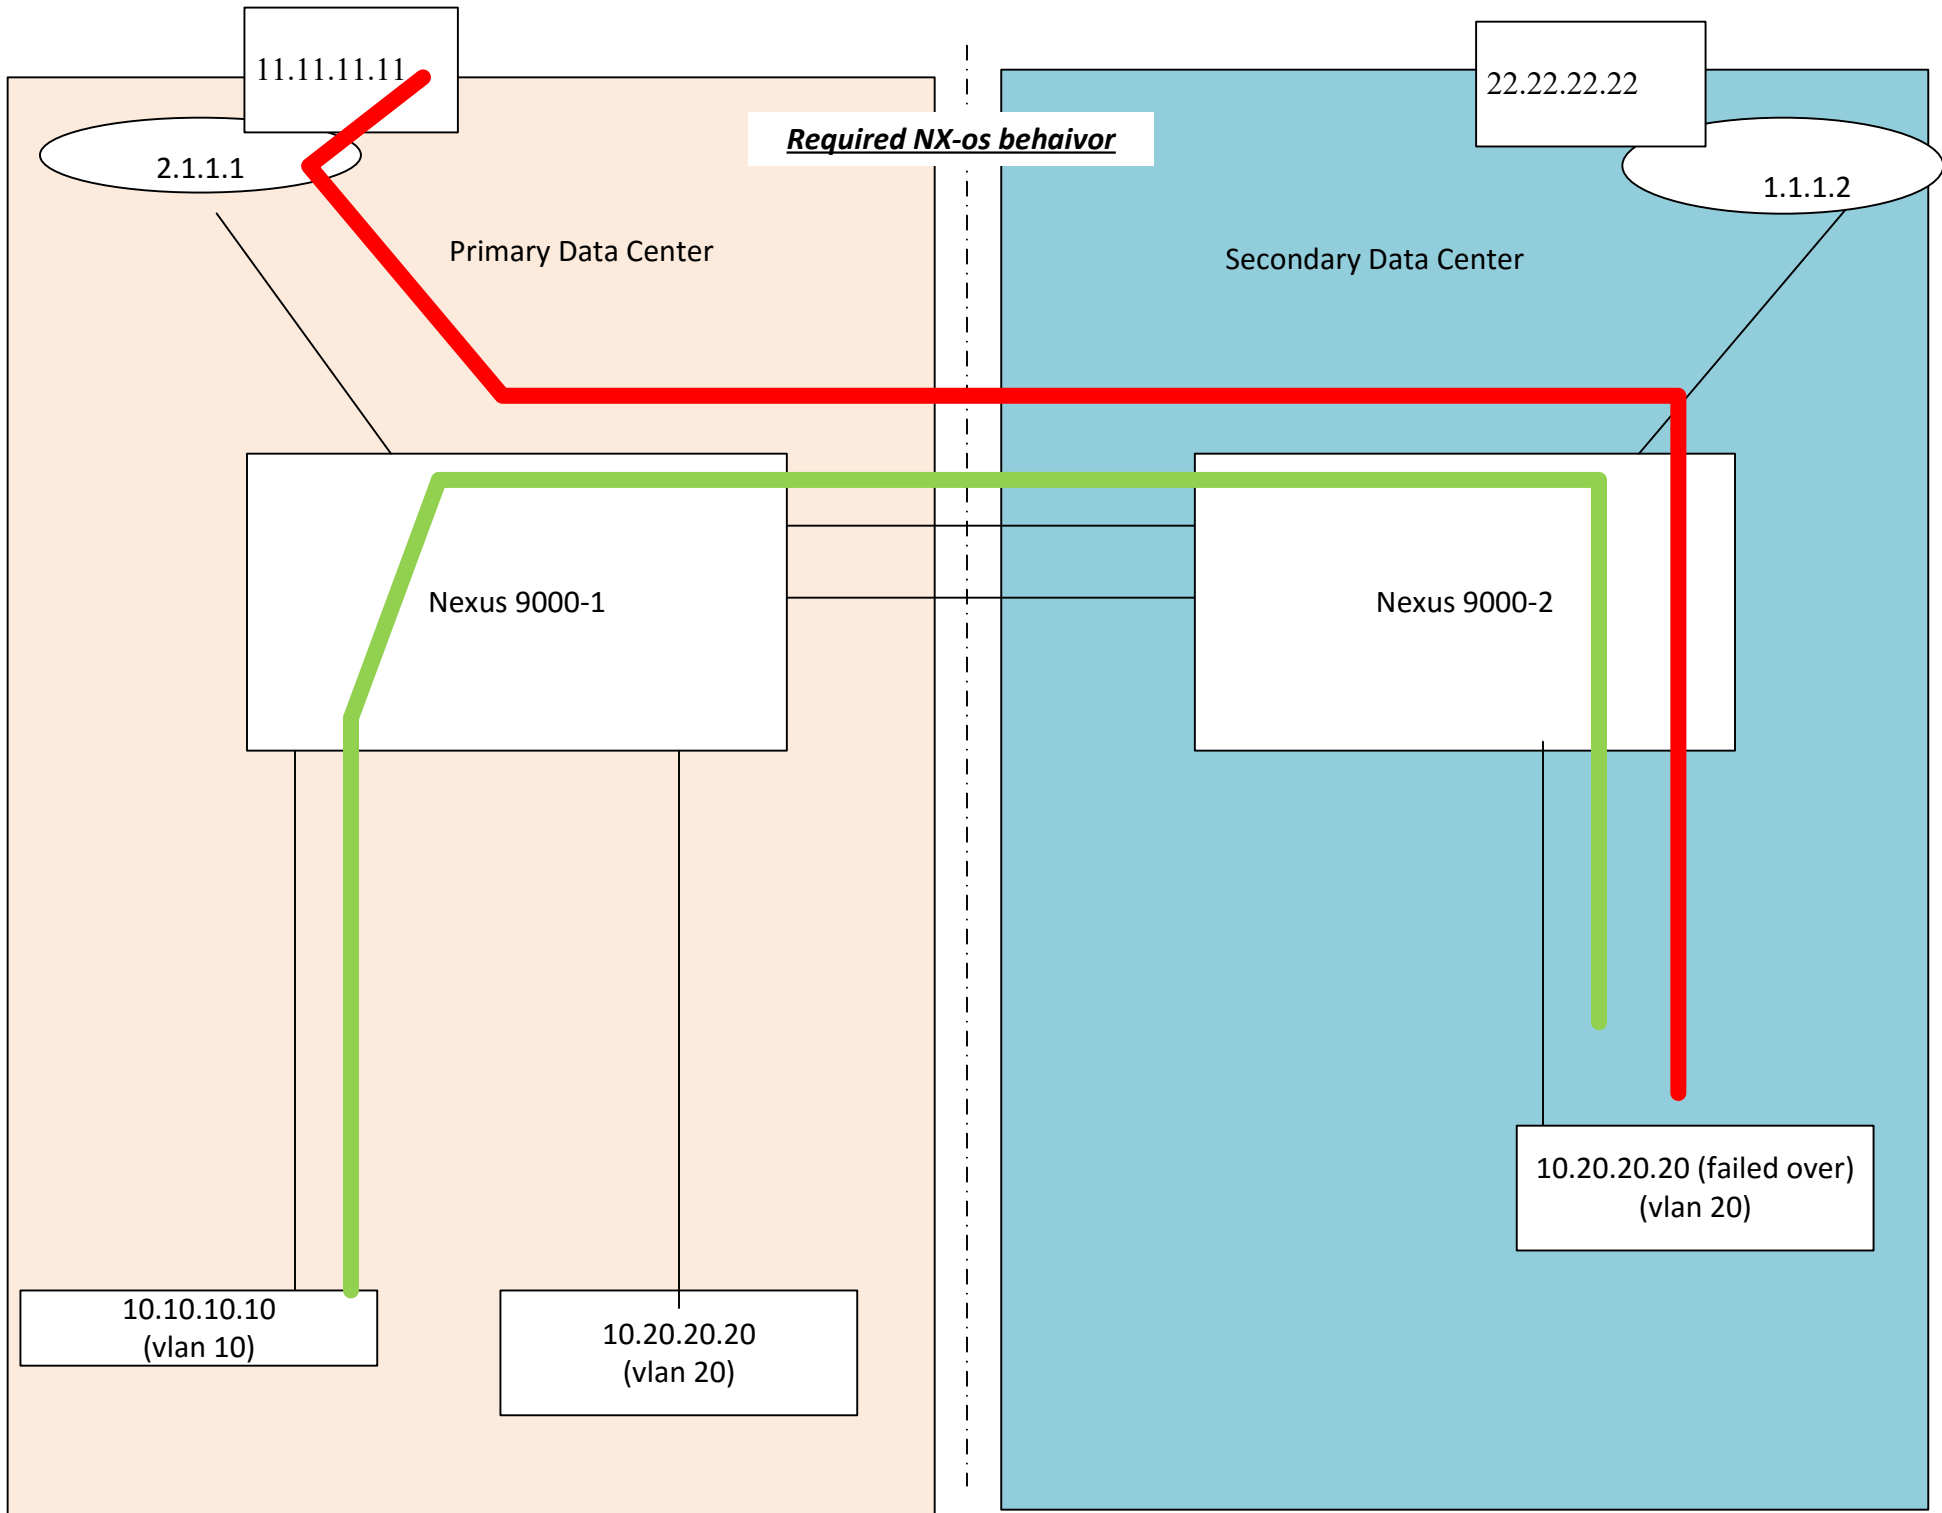 11.11.11.11
22.22.22.22
Required NX-os behaivor
2.1.1.1
1.1.1.2
Primary Data Center
Secondary Data Center
Nexus 9000-1
Nexus 9000-2
10.20.20.20 (failed over)
(vlan 20)
10.10.10.10
(vlan 10)
10.20.20.20
(vlan 20)